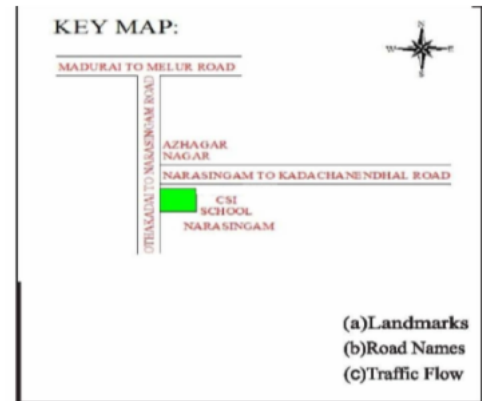 KEY MAP:
N
W E
S
MADURAI TO MELUR ROAD
OTHAKADAI TO NARASINGAM ROAD
AZHAGAR
NAGAR
NARASINGAM TO KADACHANENDHAL ROAD
CSI
SCHOOL
NARASINGAM
(a)Landmarks
(b)Road Names
(c)Traffic Flow